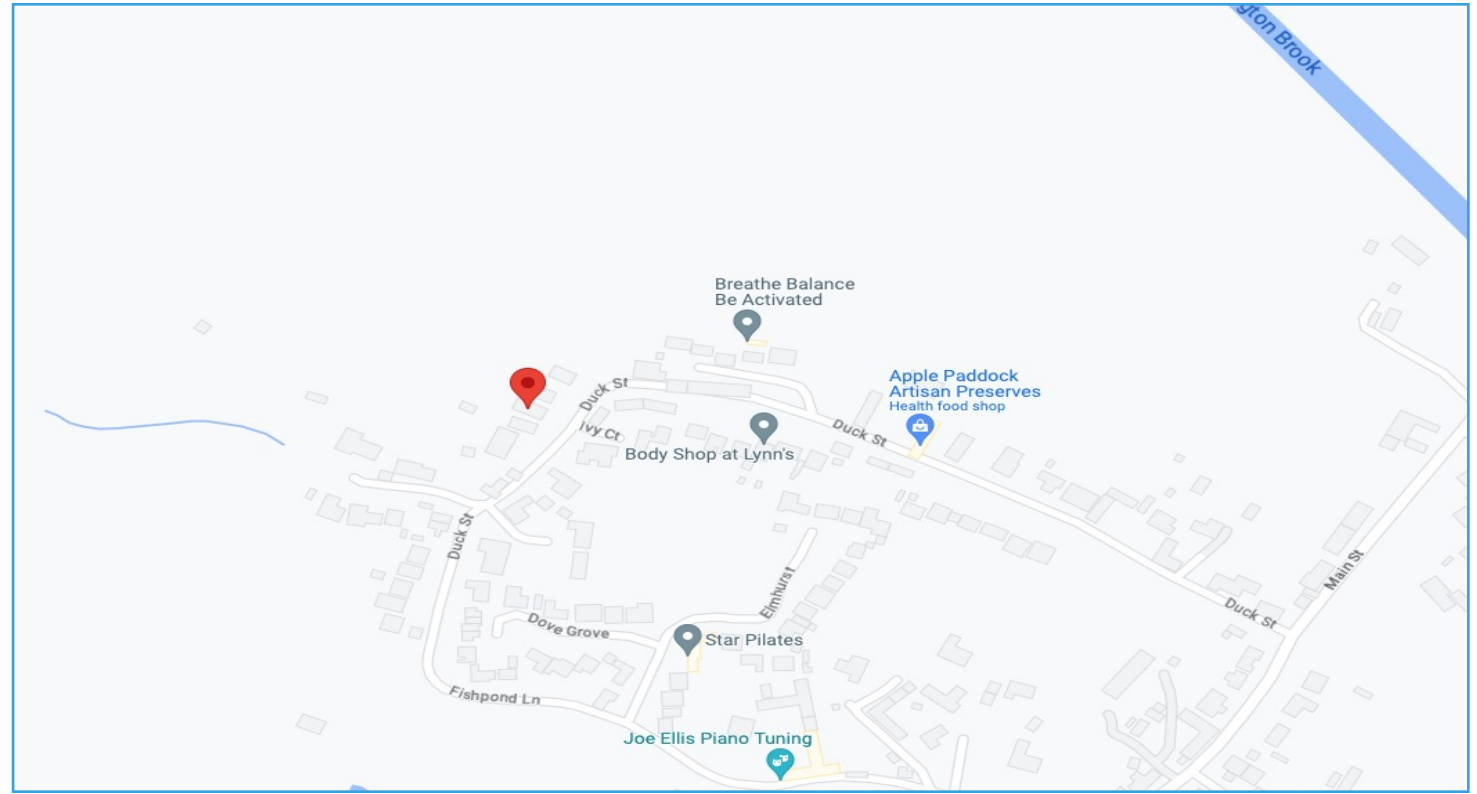 gton Brook
Breathe Balance
Be Activated
Apple Paddock
Artisan Preserves
Health food shop
Duck St
Ivy Ct
Duck St
Body Shop at Lynn's
Duck St
Main St
Elmhurst
Duck St
Dove Grove
Star Pilates
Fishpond Ln
Joe Ellis Piano Tuning